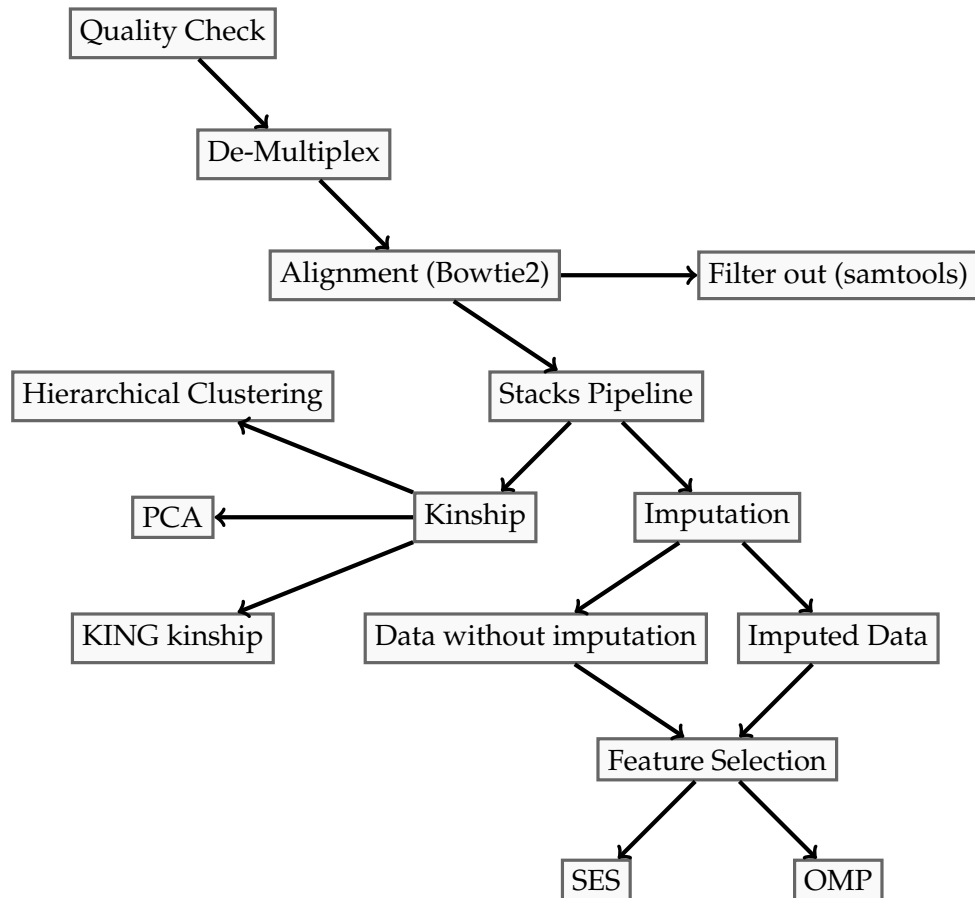 Quality Check
De-Multiplex
Alignment (Bowtie2)
Filter out (samtools)
Hierarchical Clustering
Stacks Pipeline
PCA
Kinship
Imputation
KING kinship
Data without imputation
Imputed Data
Feature Selection
SES
OMP